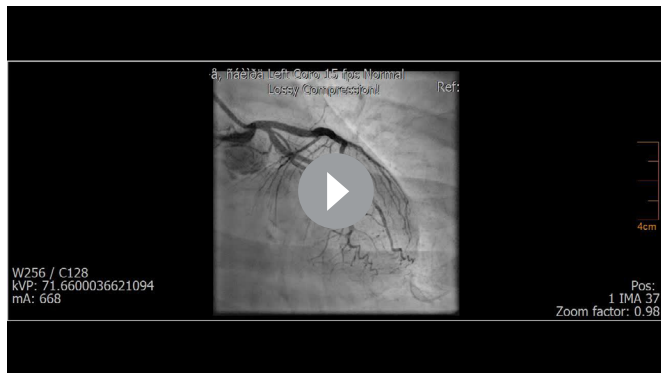 å, ñáèìðä Left Coro 15 fps Normal
Lossy Compression!
Ref:
4cm
W256 / C128
kVP: 71.6600036621094
mA: 668
Pos:
1 IMA 37
Zoom factor: 0.98